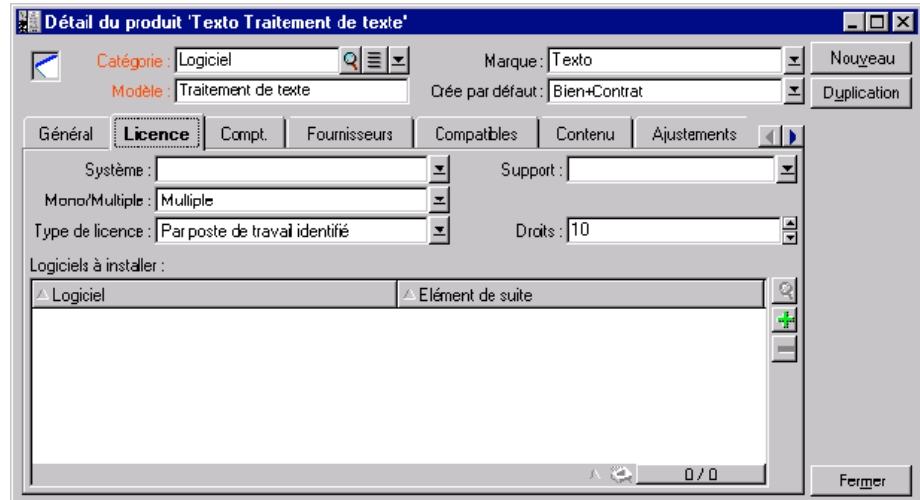 Détail du produit 'Texto Traitement de texte'
Catégorie : Logiciel Marque : Texto Nouveau
Modèle : Traitement de texte Crée par défaut : Bien+Contrat Duplication
Général Licence Compt. Fournisseurs Compatibles Contenu Ajustements
Système : Support :
Mono/Multiple : Multiple
Type de licence : Par poste de travail identifié Droits : 10
Logiciels à installer :
Logiciel Elément de suite
0 / 0
Fermer